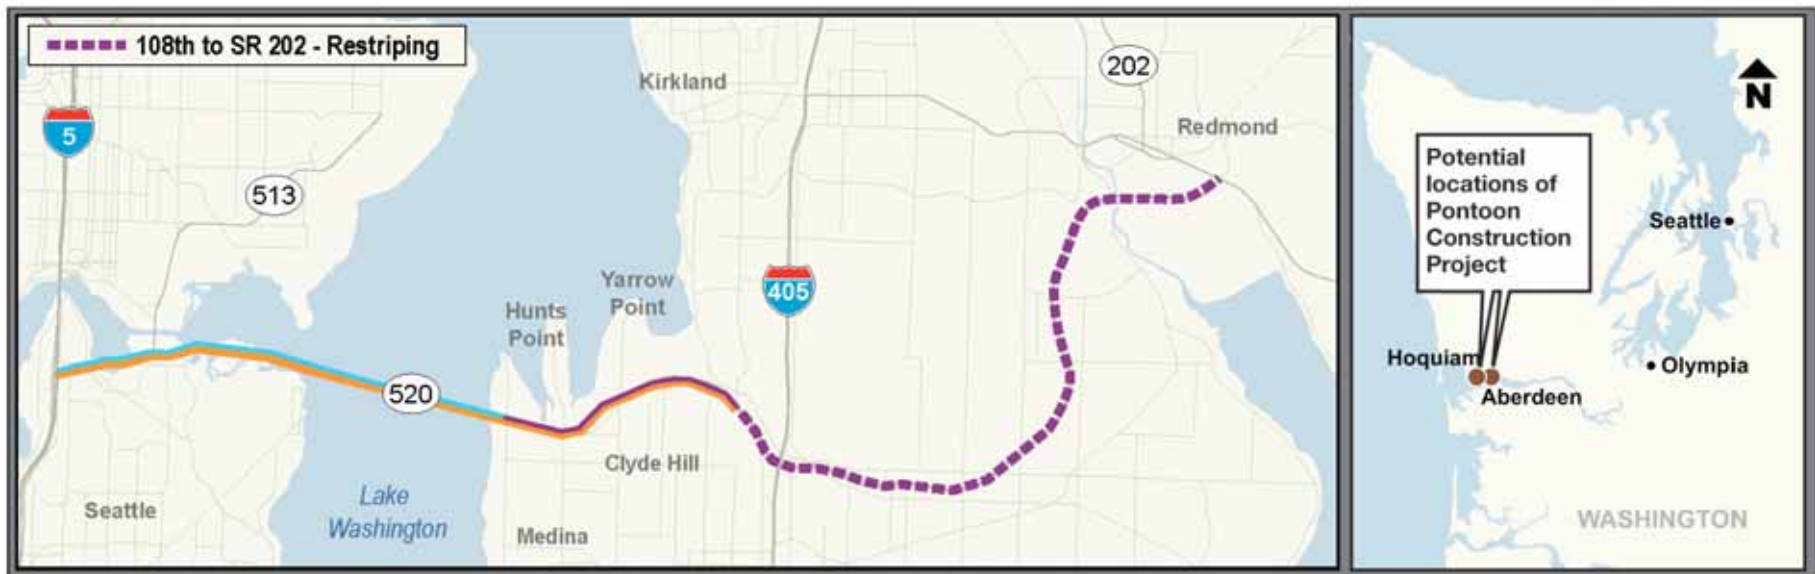 108th to SR 202 - Restriping
Kirkland
202
5
Redmond
513
Yarrow
Point
405
Hunts
Point
520
Clyde Hill
Lake
Washington
Seattle
Medina
N
Potential
locations of
Pontoon
Construction
Project
Seattle
Hoquiam
Olympia
Aberdeen
WASHINGTON